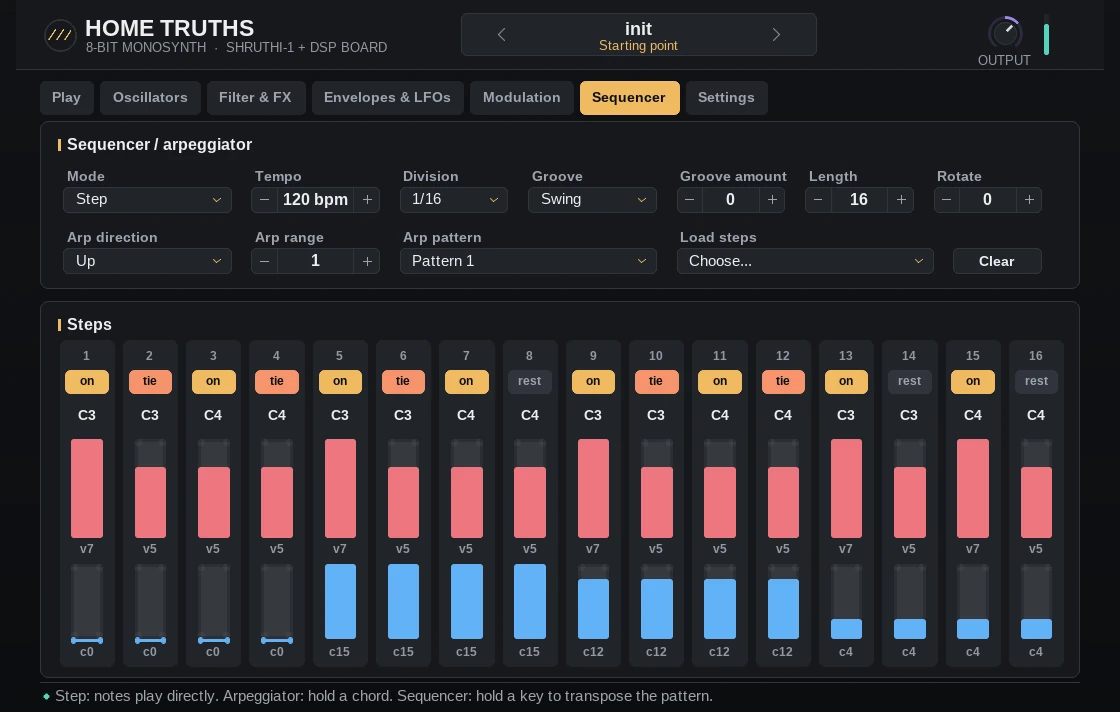 HOME TRUTHS
8-BIT MONOSYNTH · SHRUTHI-1 + DSP BOARD
init
Starting point
OUTPUT
Play Oscillators Filter & FX Envelopes & LFOs Modulation Sequencer Settings
Sequencer / arpeggiator
Mode Tempo Division Groove Groove amount Length Rotate
Step − 120 bpm + 1/16 Swing − 0 + − 16 + − 0 +
Arp direction Arp range Arp pattern Load steps
Up − 1 + Pattern 1 Choose... Clear
Steps
1 2 3 4 5 6 7 8 9 10 11 12 13 14 15 16
on tie on tie on tie on rest on tie on tie on rest on rest
C3 C3 C4 C4 C3 C3 C4 C4 C3 C3 C4 C4 C3 C3 C4 C4
v7 v5 v5 v5 v7 v5 v5 v5 v7 v5 v5 v5 v7 v5 v7 v5
c0 c0 c0 c0 c15 c15 c15 c15 c12 c12 c12 c12 c4 c4 c4 c4
Step: notes play directly. Arpeggiator: hold a chord. Sequencer: hold a key to transpose the pattern.